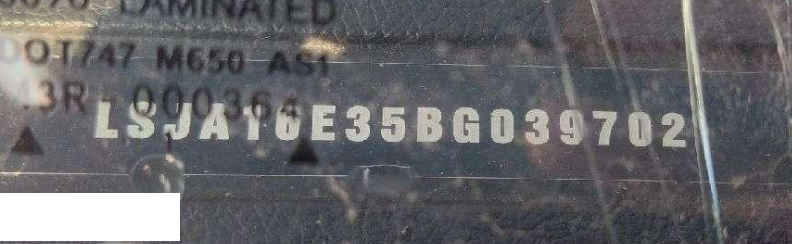 LAMINATED
DOT747 M650 AS1
43R-000364
LSJA16E35BG039702